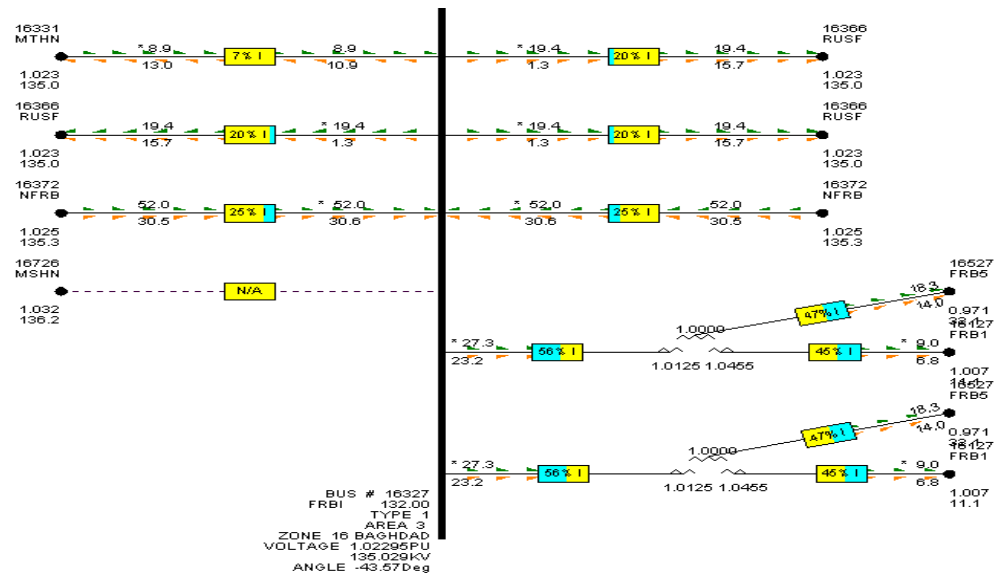 16331
MTHN
* 8.9
7% I
8.9
13.0
10.9
1.023
135.0
16366
RUSF
* 19.4
20% I
19.4
1.3
15.7
1.023
135.0
16366
RUSF
19.4
20% I
* 19.4
15.7
1.3
1.023
135.0
16366
RUSF
* 19.4
20% I
19.4
1.3
15.7
1.023
135.0
16372
NFRB
52.0
25% I
* 52.0
30.5
30.6
1.025
135.3
16372
NFRB
* 52.0
25% I
52.0
30.6
30.5
1.025
135.3
16726
MSHN
N/A
1.032
136.2
16527
FRB5
18.3
14.0
47% I
0.971
1.0000
FRB1
* 27.3
56% I
45% I
* 9.0
23.2
6.8
1.0125 1.0455
1.007
FRB5
18.3
14.0
47% I
0.971
1.0000
FRB1
* 27.3
56% I
45% I
* 9.0
23.2
6.8
1.0125 1.0455
1.007
11.1
BUS # 16327
FRBI 132.00
TYPE 1
AREA 3
ZONE 16 BAGHDAD
VOLTAGE 1.02295PU
135.029KV
ANGLE -43.57Deg